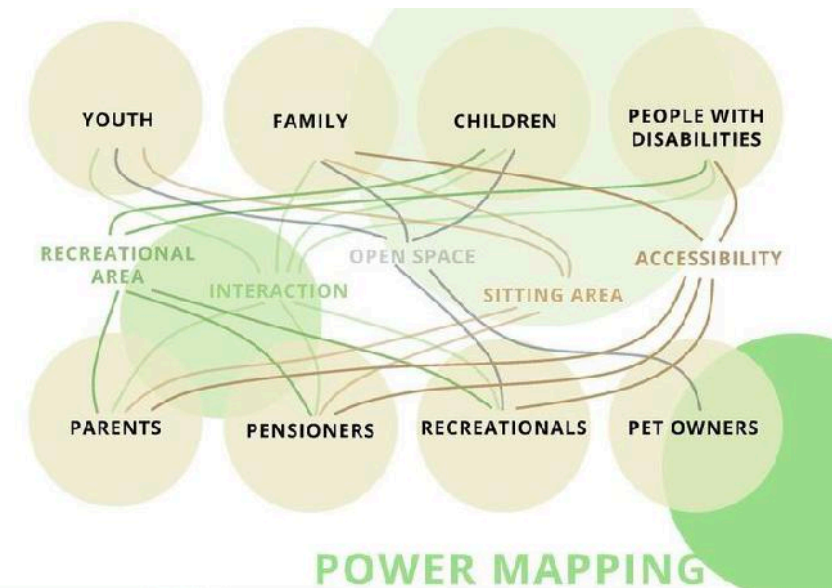 YOUTH
FAMILY
CHILDREN
PEOPLE WITH
DISABILITIES
RECREATIONAL
AREA
INTERACTION
OPEN SPACE
SITTING AREA
ACCESSIBILITY
PARENTS
PENSIONERS
RECREATIONALS
PET OWNERS
POWER MAPPING